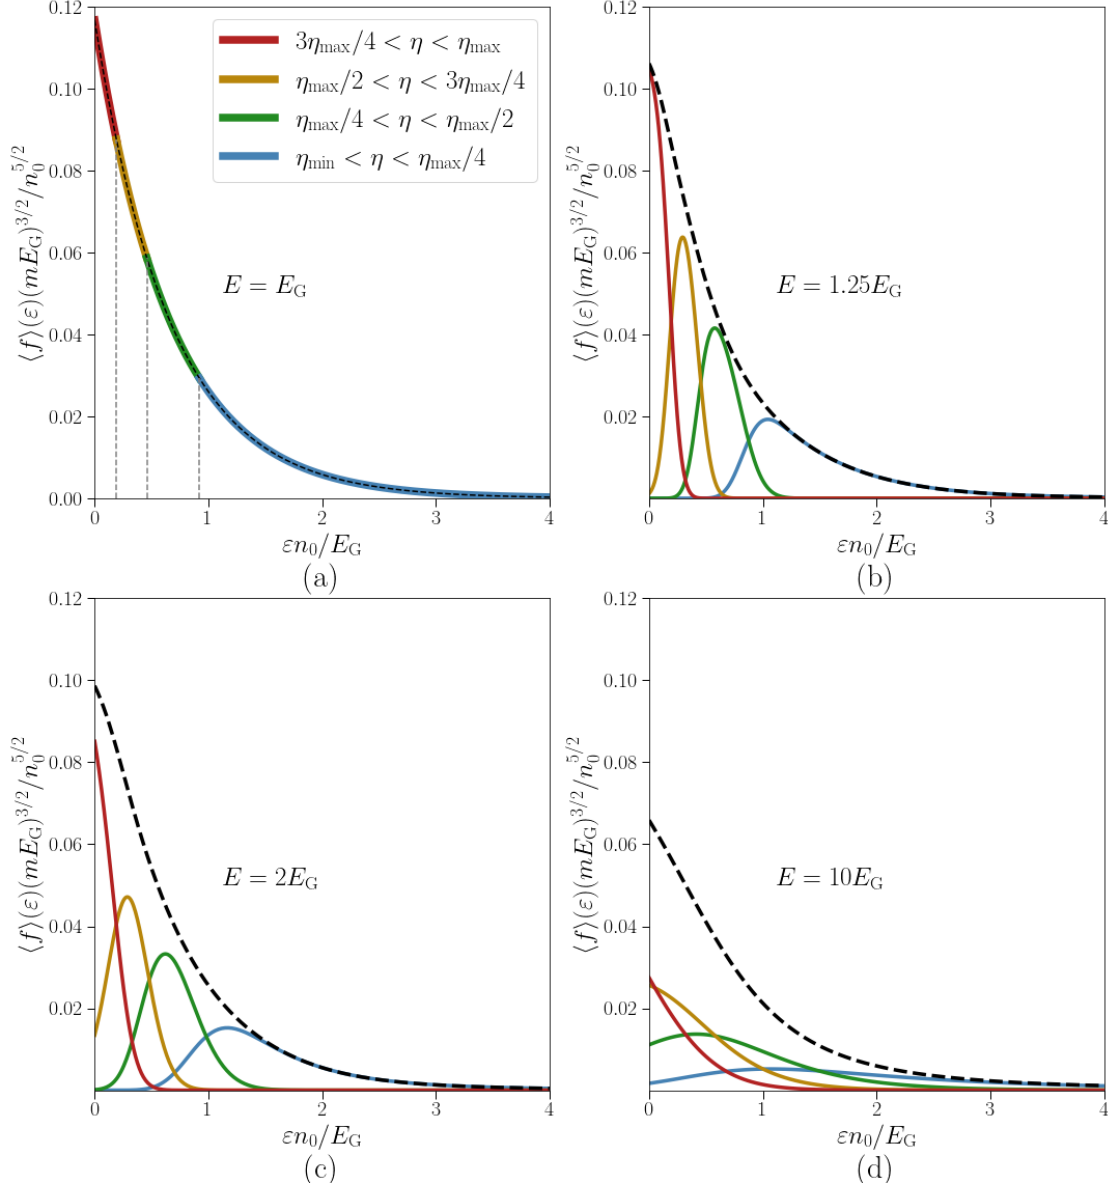 0.12
0.10
0.08
0.06
0.04
0.02
0.00
⟨f⟩(ε)(mE_G)^{3/2}/n_0^{5/2}
3η_max/4 < η < η_max
η_max/2 < η < 3η_max/4
η_max/4 < η < η_max/2
η_min < η < η_max/4
E = E_G
0 1 2 3 4
εn_0/E_G
(a)
0.12
0.10
0.08
0.06
0.04
0.02
⟨f⟩(ε)(mE_G)^{3/2}/n_0^{5/2}
E = 1.25E_G
0 1 2 3 4
εn_0/E_G
(b)
0.12
0.10
0.08
0.06
0.04
0.02
⟨f⟩(ε)(mE_G)^{3/2}/n_0^{5/2}
E = 2E_G
0 1 2 3 4
εn_0/E_G
(c)
0.12
0.10
0.08
0.06
0.04
0.02
⟨f⟩(ε)(mE_G)^{3/2}/n_0^{5/2}
E = 10E_G
0 1 2 3 4
εn_0/E_G
(d)